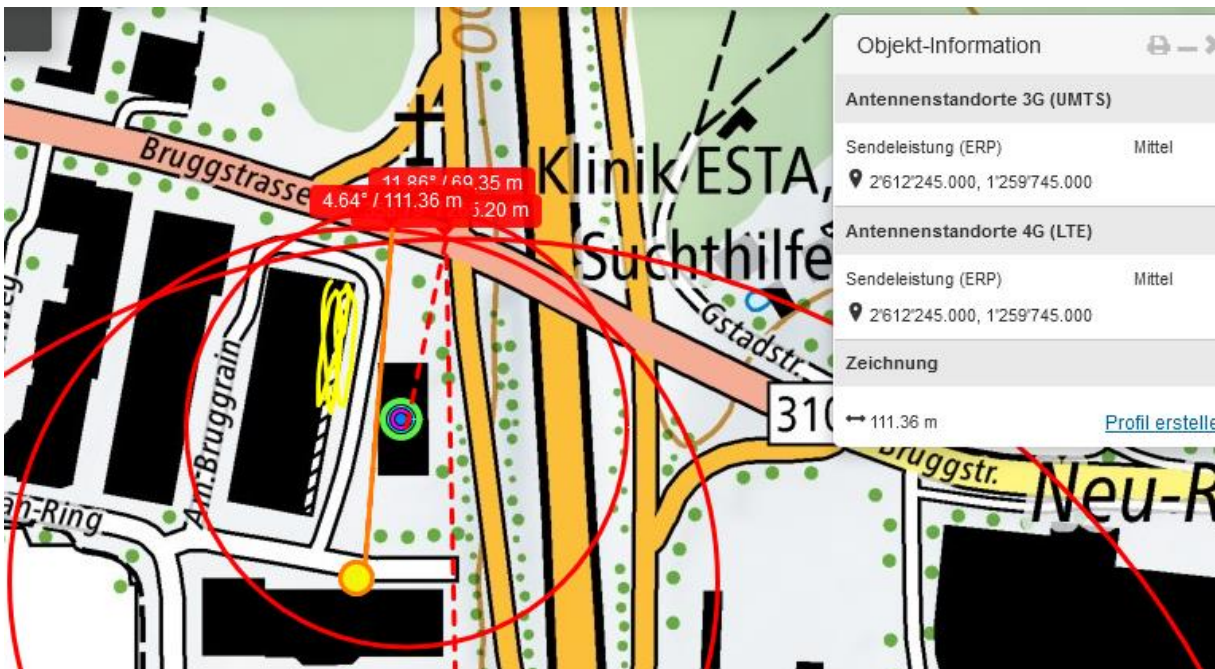 Objekt-Information
Antennenstandorte 3G (UMTS)
Sendeleistung (ERP) Mittel
2'612'245.000, 1'259'745.000
Antennenstandorte 4G (LTE)
Sendeleistung (ERP) Mittel
2'612'245.000, 1'259'745.000
Zeichnung
111.36 m Profil erstelle
Bruggstrasse
11.86° / 69.35 m
4.64° / 111.36 m
5.20 m
Klinik ESTA,
Suchthilfe
Gstadstr.
Am Bruggrain
310
Bruggstr.
Neu-R
an-Ring